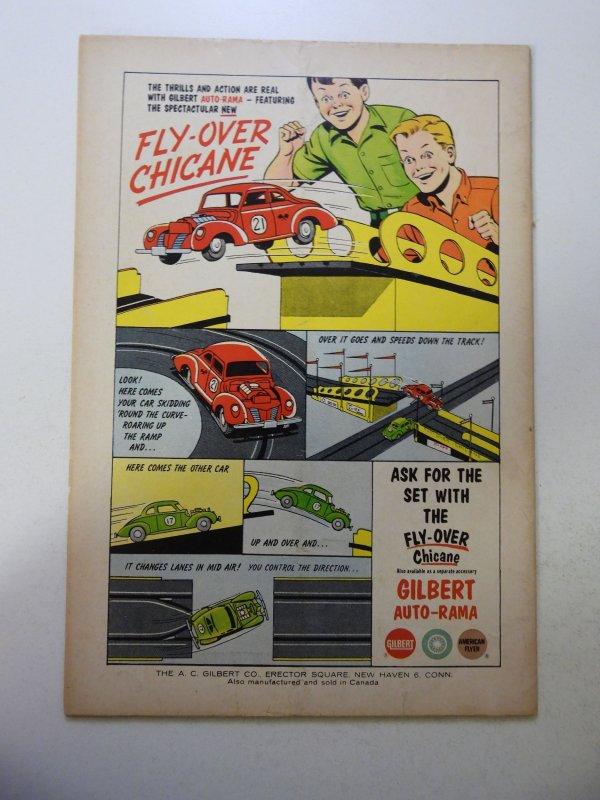 THE THRILLS AND ACTION ARE REAL
WITH GILBERT AUTO-RAMA – FEATURING
THE SPECTACULAR NEW
FLY-OVER
CHICANE
21
LOOK!
HERE COMES
YOUR CAR SKIDDING
'ROUND THE CURVE-
ROARING UP
THE RAMP
AND...
21
OVER IT GOES AND SPEEDS DOWN THE TRACK!
HERE COMES THE OTHER CAR
17
UP AND OVER AND...
IT CHANGES LANES IN MID AIR! YOU CONTROL THE DIRECTION...
ASK FOR THE
SET WITH
THE
FLY-OVER
Chicane
Also available as a separate accessory
GILBERT
AUTO-RAMA
GILBERT
AMERICAN
FLYER
THE A. C. GILBERT CO., ERECTOR SQUARE, NEW HAVEN 6, CONN.
Also manufactured and sold in Canada